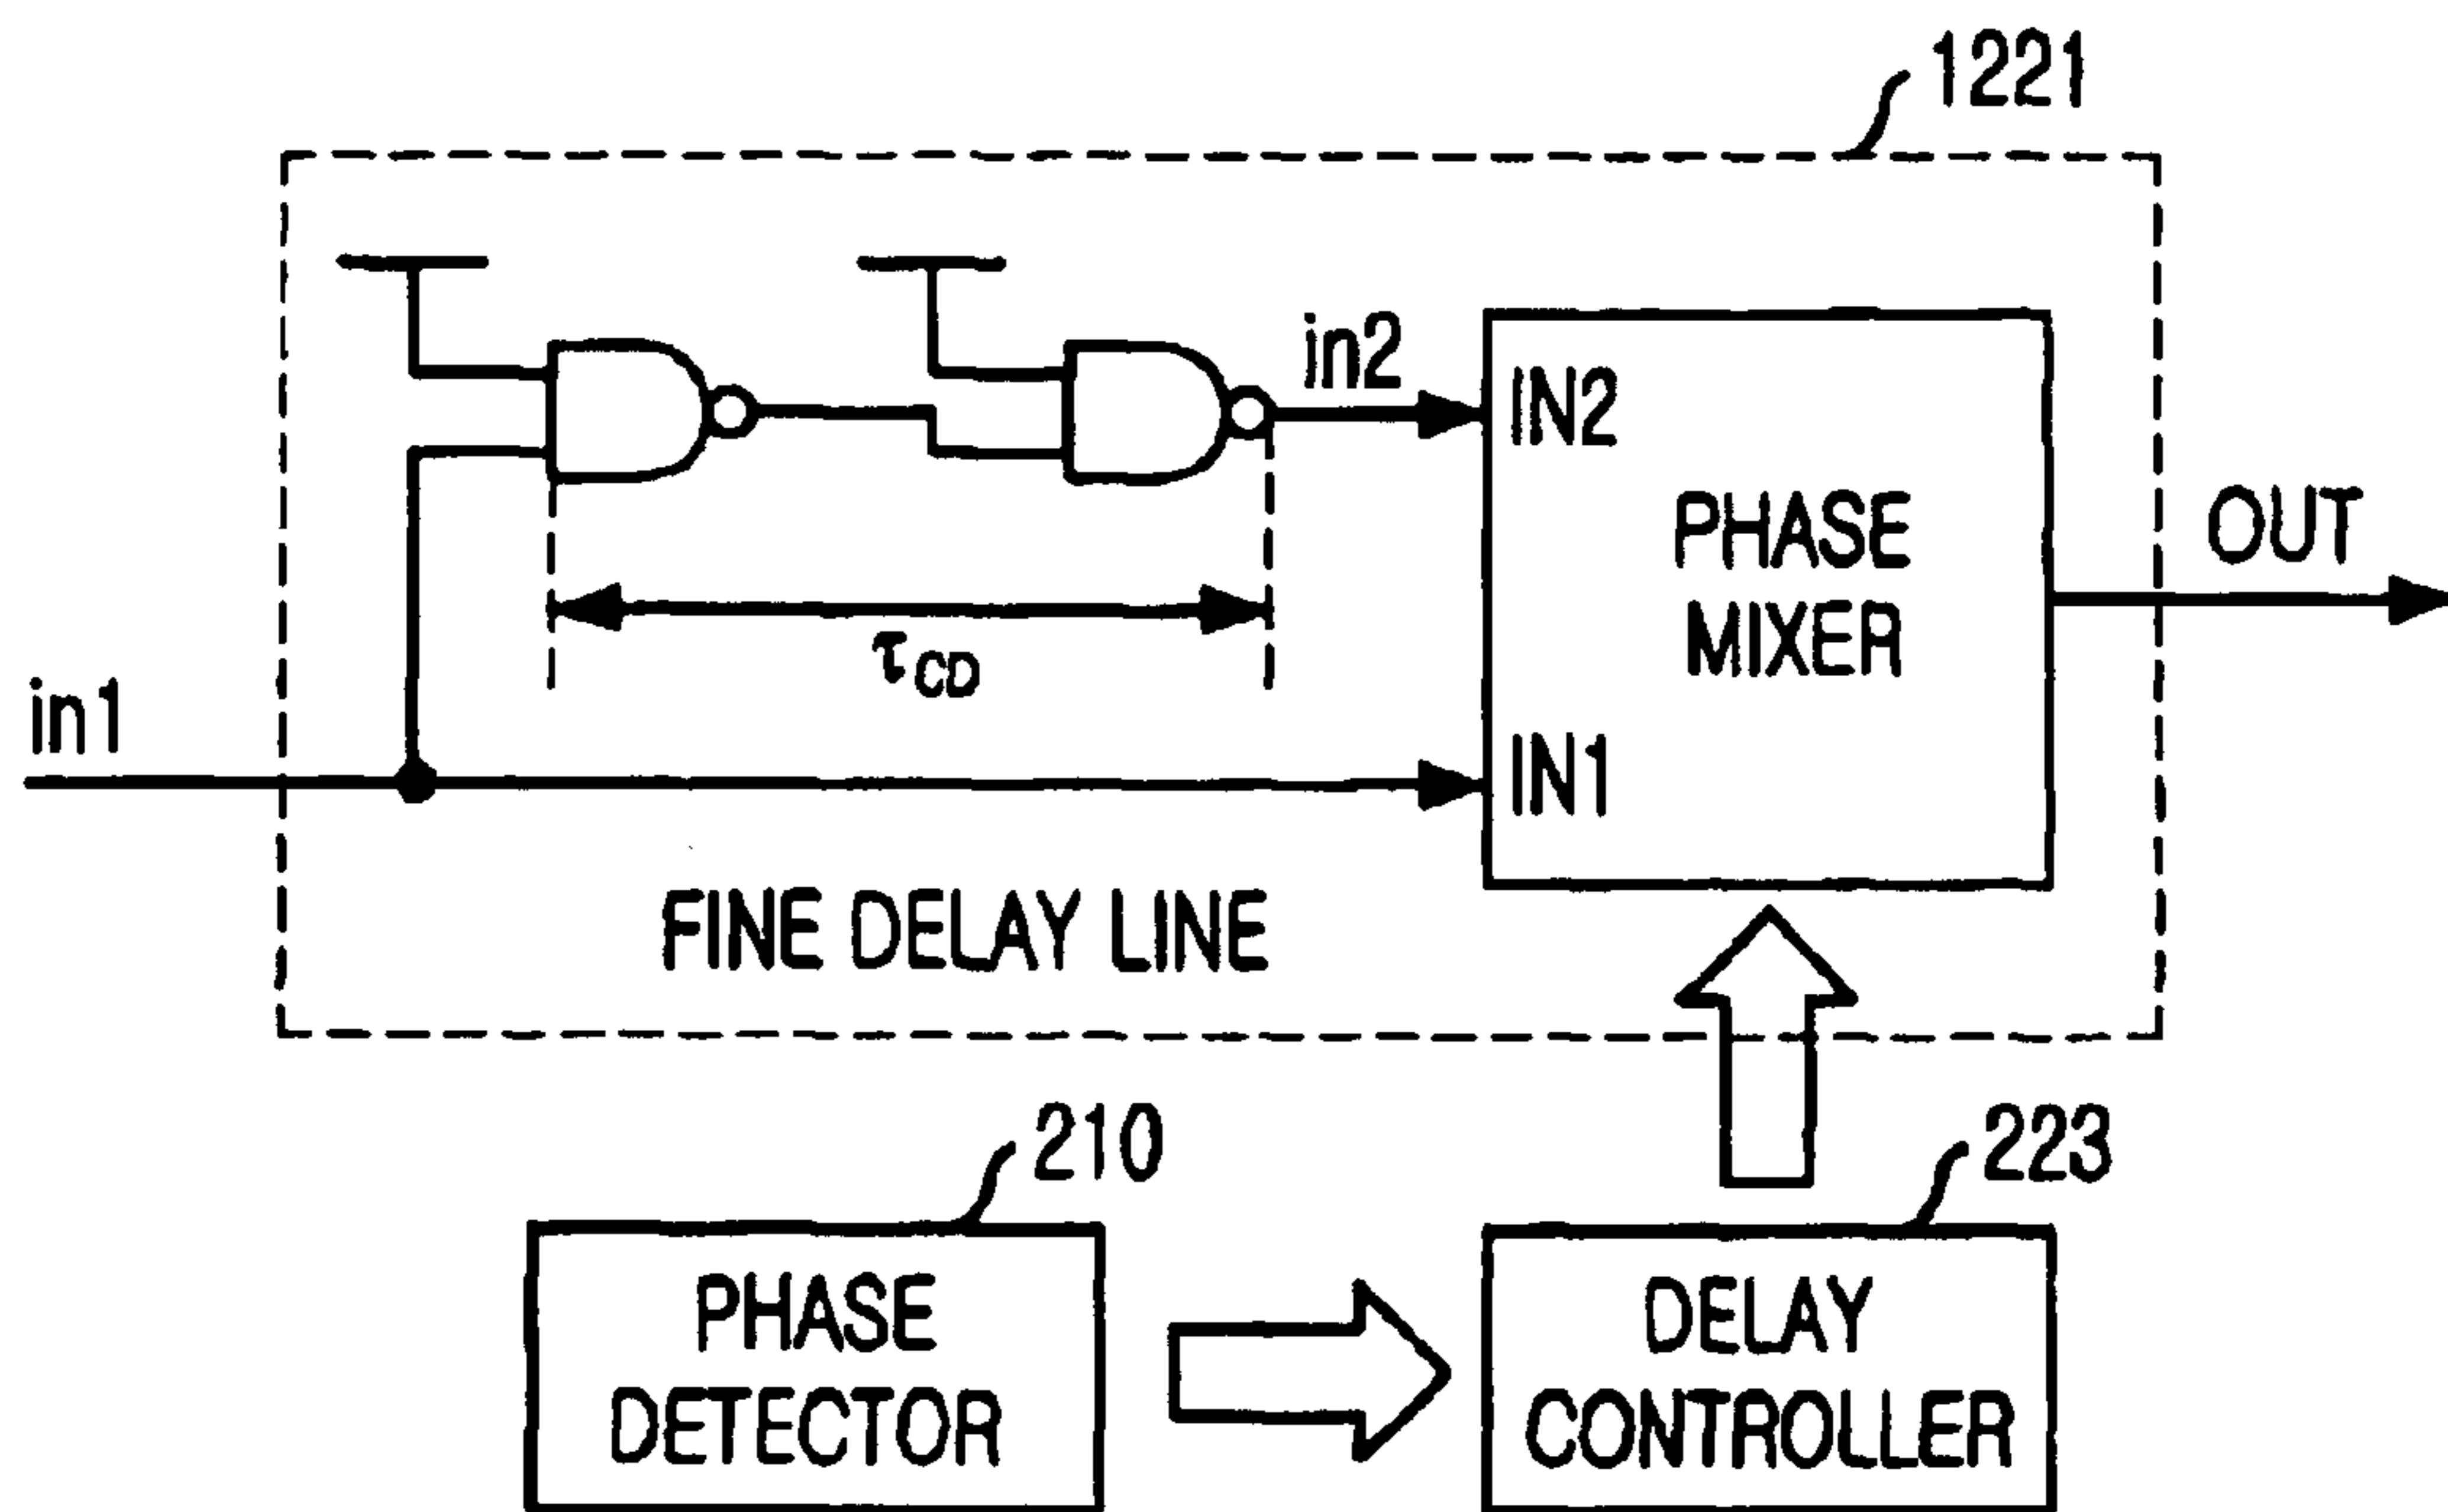 1221
in2
IN2
PHASE
MIXER
OUT
τCD
in1
IN1
FINE DELAY LINE
210
223
PHASE
DETECTOR
DELAY
CONTROLLER